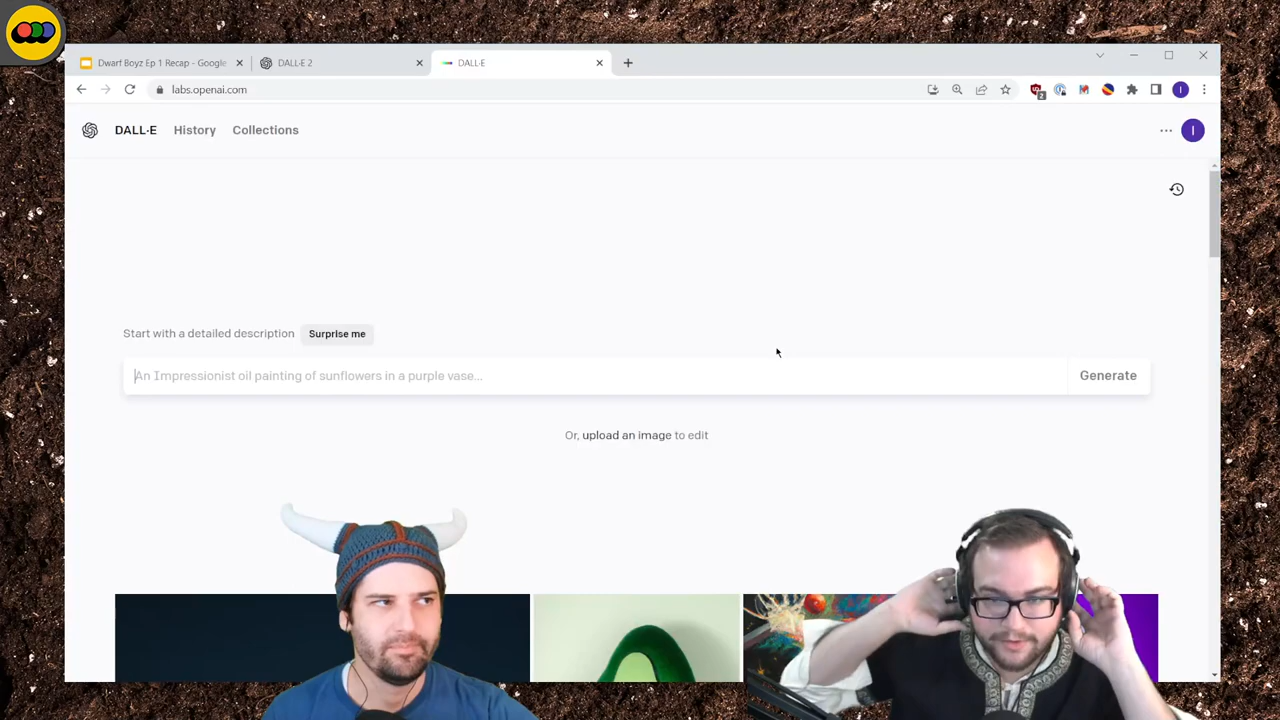 Dwarf Boyz Ep 1 Recap - Google
DALL·E 2
DALL·E
labs.openai.com
2
I
DALL·E
History
Collections
I
Start with a detailed description
Surprise me
An Impressionist oil painting of sunflowers in a purple vase...
Generate
Or, upload an image to edit